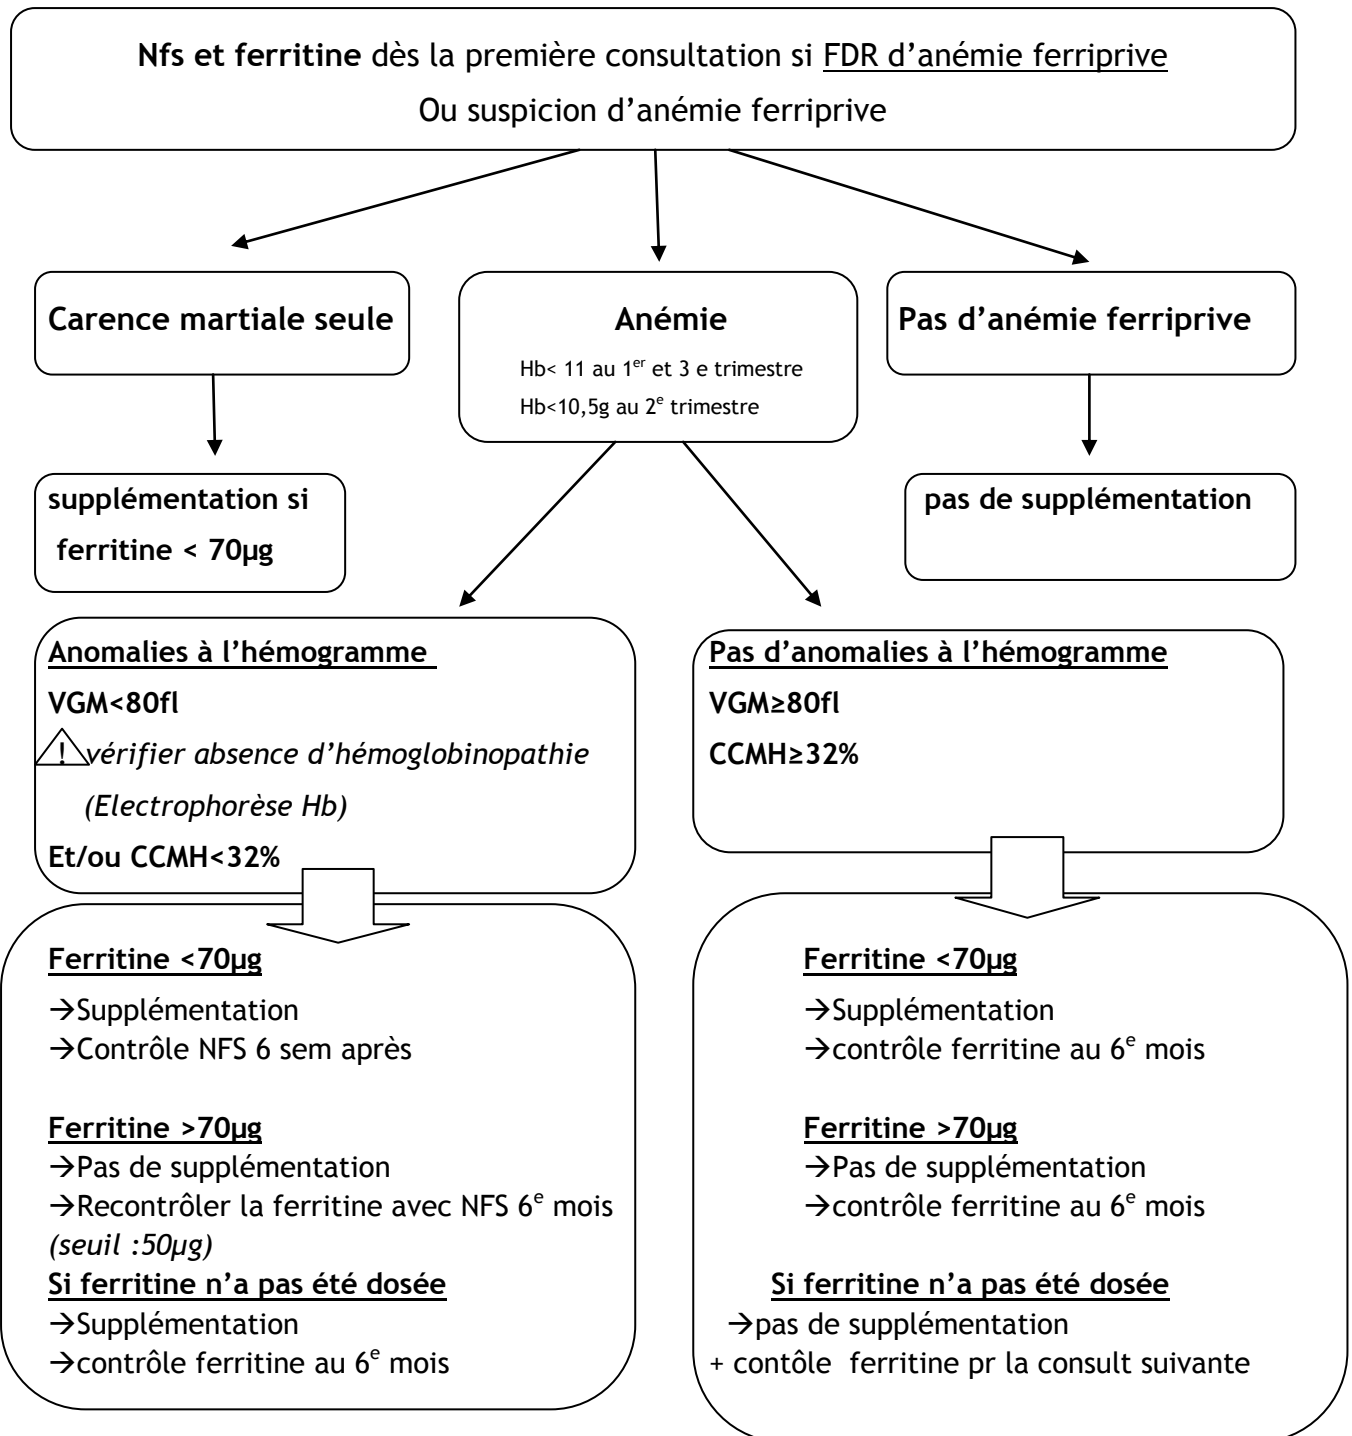 Nfs et ferritine dès la première consultation si FDR d’anémie ferriprive
Ou suspicion d’anémie ferriprive
Carence martiale seule
Anémie
Hb< 11 au 1er et 3 e trimestre
Hb<10,5g au 2e trimestre
Pas d’anémie ferriprive
supplémentation si
ferritine < 70µg
pas de supplémentation
Anomalies à l’hémogramme
VGM<80fl
! vérifier absence d’hémoglobinopathie
(Electrophorèse Hb)
Et/ou CCMH<32%
Pas d’anomalies à l’hémogramme
VGM≥80fl
CCMH≥32%
Ferritine <70µg
→Supplémentation
→Contrôle NFS 6 sem après
Ferritine >70µg
→Pas de supplémentation
→Recontrôler la ferritine avec NFS 6e mois
(seuil :50µg)
Si ferritine n’a pas été dosée
→Supplémentation
→contrôle ferritine au 6e mois
Ferritine <70µg
→Supplémentation
→contrôle ferritine au 6e mois
Ferritine >70µg
→Pas de supplémentation
→contrôle ferritine au 6e mois
Si ferritine n’a pas été dosée
→pas de supplémentation
+ contôle ferritine pr la consult suivante